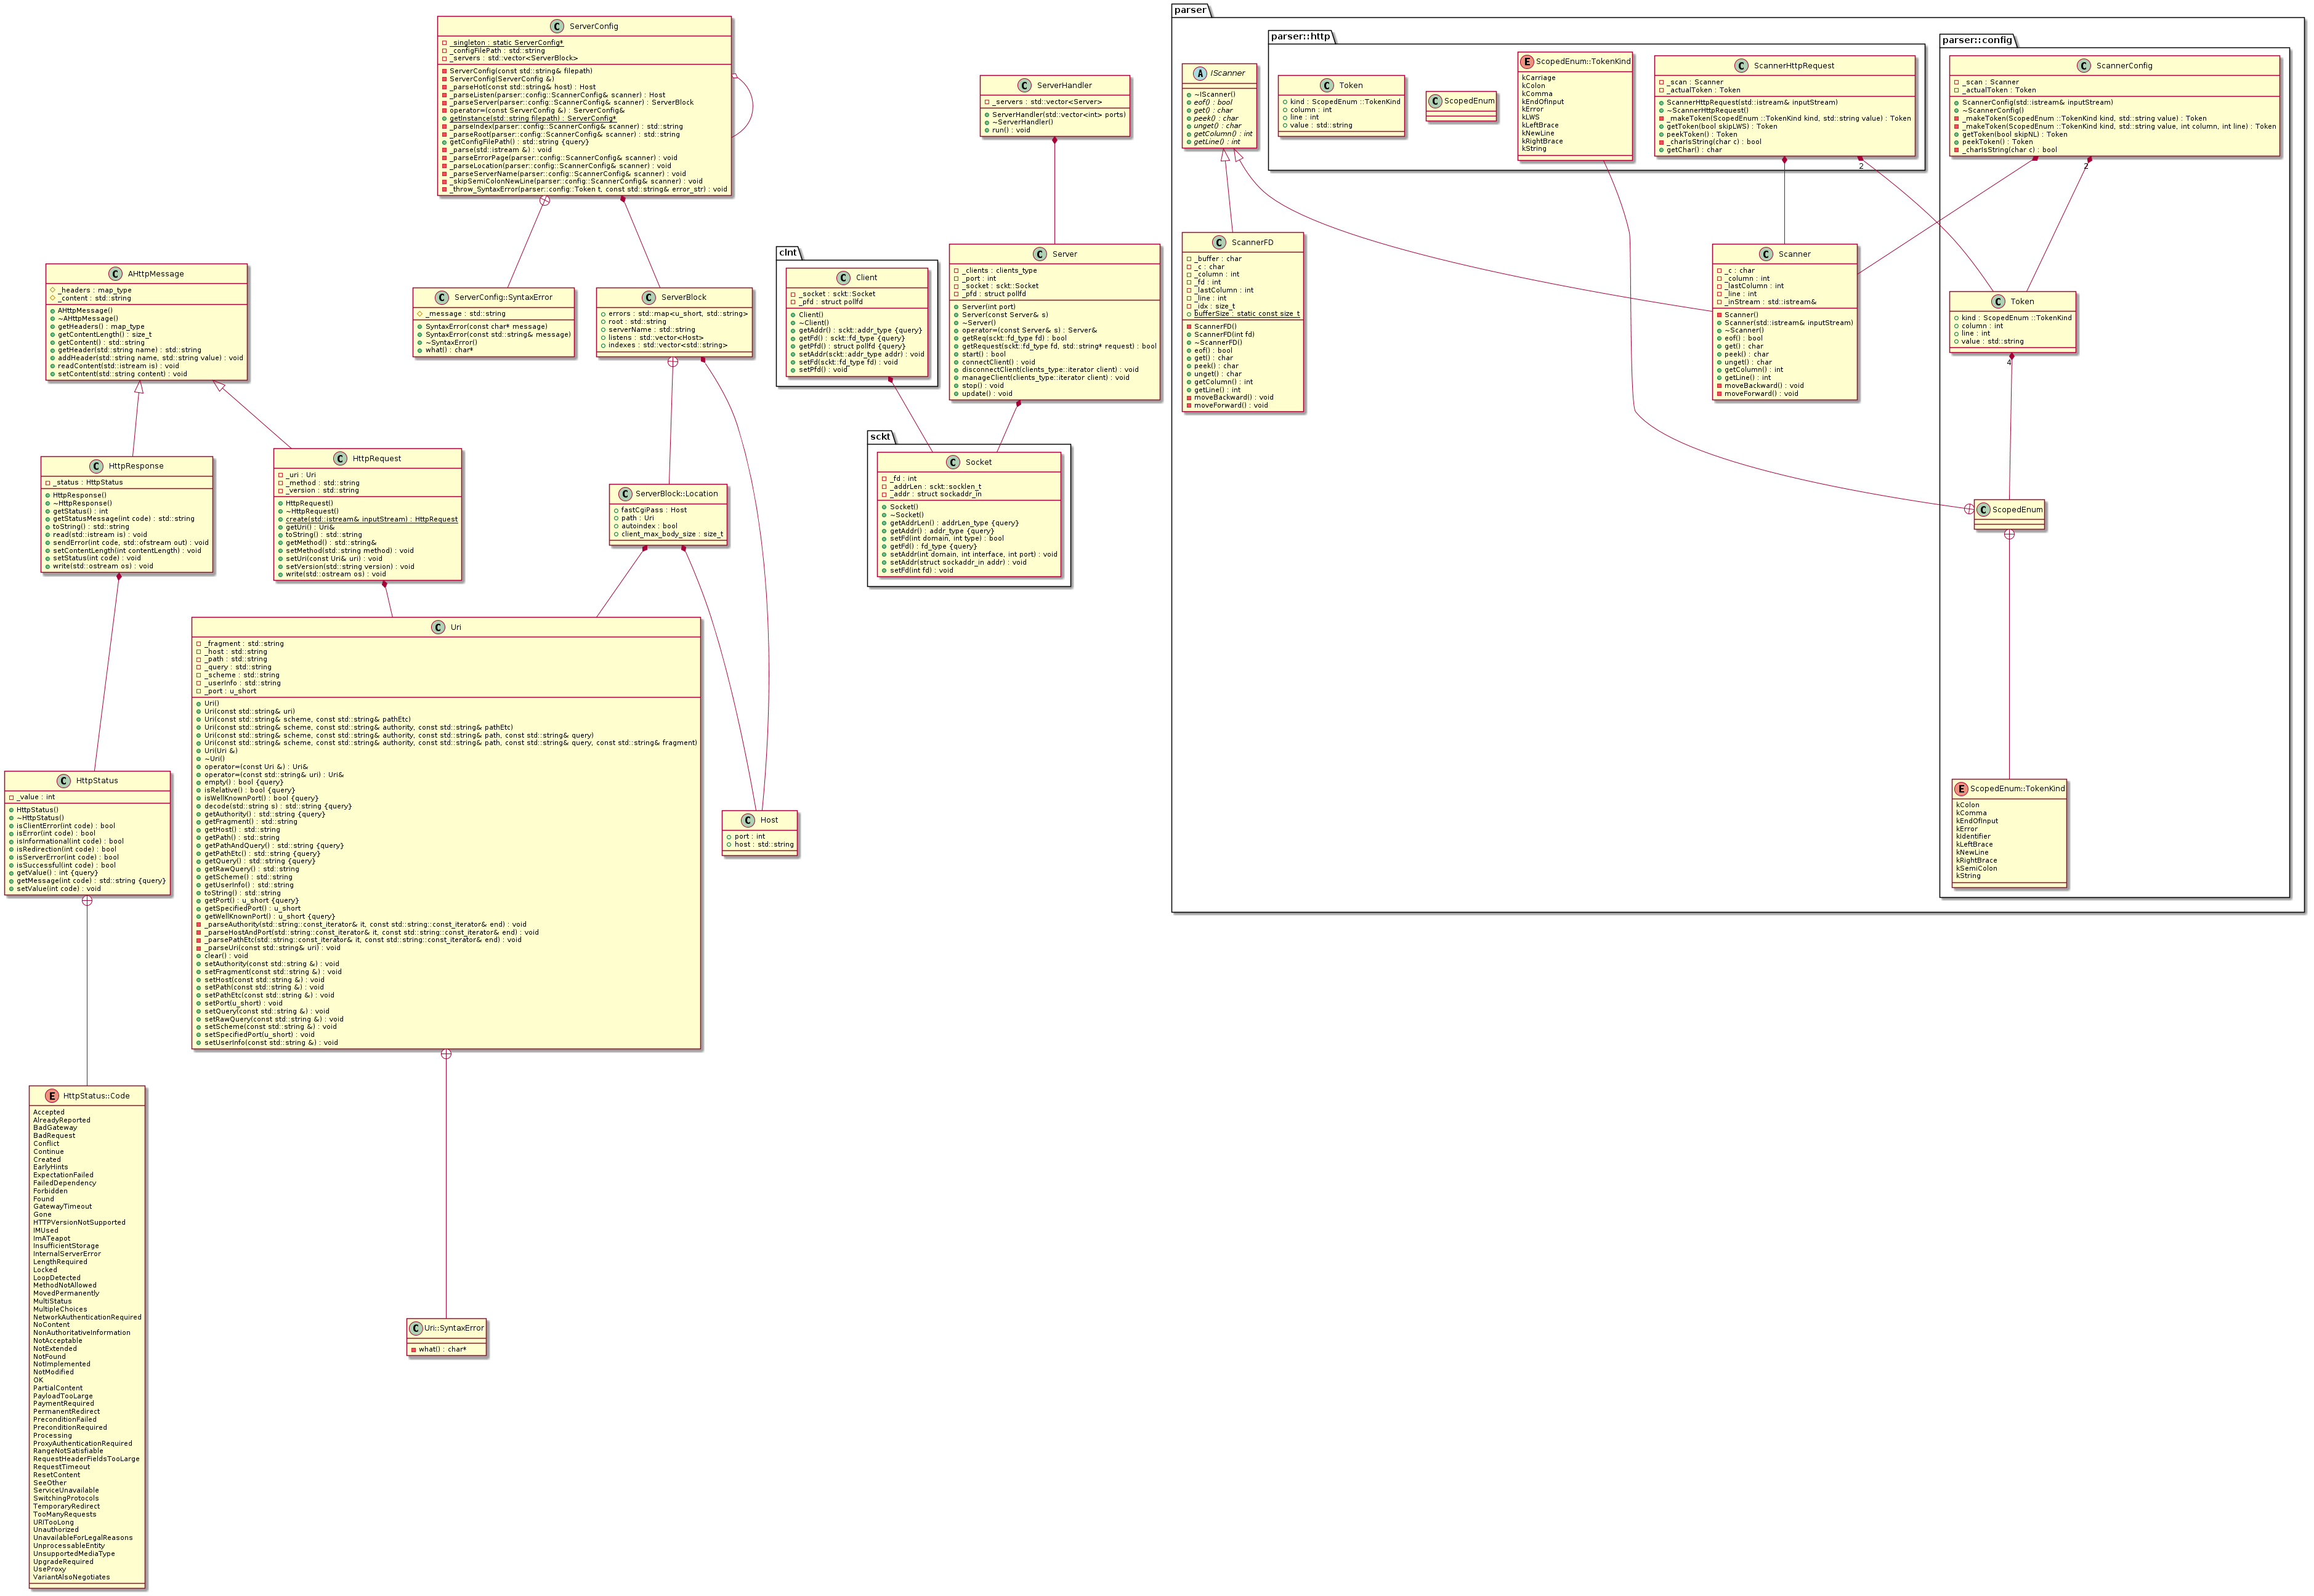 ServerConfig
_singleton : static ServerConfig*
_configFilePath : std::string
_servers : std::vector<ServerBlock>
ServerConfig(const std::string& filepath)
ServerConfig(ServerConfig &)
_parseHot(const std::string& host) : Host
_parseListen(parser::config::ScannerConfig& scanner) : Host
_parseServer(parser::config::ScannerConfig& scanner) : ServerBlock
operator=(const ServerConfig &) : ServerConfig&
getInstance(std::string filepath) : ServerConfig*
_parseIndex(parser::config::ScannerConfig& scanner) : std::string
_parseRoot(parser::config::ScannerConfig& scanner) : std::string
getConfigFilePath() : std::string {query}
_parse(std::istream &) : void
_parseErrorPage(parser::config::ScannerConfig& scanner) : void
_parseLocation(parser::config::ScannerConfig& scanner) : void
_parseServerName(parser::config::ScannerConfig& scanner) : void
_skipSemiColonNewLine(parser::config::ScannerConfig& scanner) : void
_throw_SyntaxError(parser::config::Token t, const std::string& error_str) : void
ServerHandler
_servers : std::vector<Server>
ServerHandler(std::vector<int> ports)
~ServerHandler()
run() : void
parser
IScanner
~IScanner()
eof() : bool
get() : char
peek() : char
unget() : char
getColumn() : int
getLine() : int
parser::http
Token
kind : ScopedEnum ::TokenKind
column : int
line : int
value : std::string
ScopedEnum
ScopedEnum::TokenKind
kCarriage
kColon
kComma
kEndOfInput
kError
kLWS
kLeftBrace
kNewLine
kRightBrace
kString
ScannerHttpRequest
_scan : Scanner
_actualToken : Token
ScannerHttpRequest(std::istream& inputStream)
~ScannerHttpRequest()
_makeToken(ScopedEnum ::TokenKind kind, std::string value) : Token
getToken(bool skipLWS) : Token
peekToken() : Token
_charIsString(char c) : bool
getChar() : char
2
parser::config
ScannerConfig
_scan : Scanner
_actualToken : Token
ScannerConfig(std::istream& inputStream)
~ScannerConfig()
_makeToken(ScopedEnum ::TokenKind kind, std::string value) : Token
_makeToken(ScopedEnum ::TokenKind kind, std::string value, int column, int line) : Token
getToken(bool skipNL) : Token
peekToken() : Token
_charIsString(char c) : bool
2
AHttpMessage
_headers : map_type
_content : std::string
AHttpMessage()
~AHttpMessage()
getHeaders() : map_type
getContentLength() : size_t
getContent() : std::string
getHeader(std::string name) : std::string
addHeader(std::string name, std::string value) : void
readContent(std::istream is) : void
setContent(std::string content) : void
ServerConfig::SyntaxError
_message : std::string
SyntaxError(const char* message)
SyntaxError(const std::string& message)
~SyntaxError()
what() : char*
ServerBlock
errors : std::map<u_short, std::string>
root : std::string
serverName : std::string
listens : std::vector<Host>
indexes : std::vector<std::string>
clnt
Client
_socket : sckt::Socket
_pfd : struct pollfd
Client()
~Client()
getAddr() : sckt::addr_type {query}
getFd() : sckt::fd_type {query}
getPfd() : struct pollfd {query}
setAddr(sckt::addr_type addr) : void
setFd(sckt::fd_type fd) : void
setPfd() : void
Server
_clients : clients_type
_port : int
_socket : sckt::Socket
_pfd : struct pollfd
Server(int port)
Server(const Server& s)
~Server()
operator=(const Server& s) : Server&
getReq(sckt::fd_type fd) : bool
getRequest(sckt::fd_type fd, std::string* request) : bool
start() : bool
connectClient() : void
disconnectClient(clients_type::iterator client) : void
manageClient(clients_type::iterator client) : void
stop() : void
update() : void
ScannerFD
_buffer : char
_c : char
_column : int
_fd : int
_lastColumn : int
_line : int
_idx : size_t
bufferSize : static const size_t
ScannerFD()
ScannerFD(int fd)
~ScannerFD()
eof() : bool
get() : char
peek() : char
unget() : char
getColumn() : int
getLine() : int
moveBackward() : void
moveForward() : void
Scanner
_c : char
_column : int
_lastColumn : int
_line : int
_inStream : std::istream&
Scanner()
Scanner(std::istream& inputStream)
~Scanner()
eof() : bool
get() : char
peek() : char
unget() : char
getColumn() : int
getLine() : int
moveBackward() : void
moveForward() : void
Token
kind : ScopedEnum ::TokenKind
column : int
line : int
value : std::string
4
HttpResponse
_status : HttpStatus
HttpResponse()
~HttpResponse()
getStatus() : int
getStatusMessage(int code) : std::string
toString() : std::string
read(std::istream is) : void
sendError(int code, std::ofstream out) : void
setContentLength(int contentLength) : void
setStatus(int code) : void
write(std::ostream os) : void
HttpRequest
_uri : Uri
_method : std::string
_version : std::string
HttpRequest()
~HttpRequest()
create(std::istream& inputStream) : HttpRequest
getUri() : Uri&
toString() : std::string
getMethod() : std::string&
setMethod(std::string method) : void
setUri(const Uri& uri) : void
setVersion(std::string version) : void
write(std::ostream os) : void
ServerBlock::Location
fastCgiPass : Host
path : Uri
autoindex : bool
client_max_body_size : size_t
sckt
Socket
_fd : int
_addrLen : sckt::socklen_t
_addr : struct sockaddr_in
Socket()
~Socket()
getAddrLen() : addrLen_type {query}
getAddr() : addr_type {query}
setFd(int domain, int type) : bool
getFd() : fd_type {query}
setAddr(int domain, int interface, int port) : void
setAddr(struct sockaddr_in addr) : void
setFd(int fd) : void
ScopedEnum
Uri
_fragment : std::string
_host : std::string
_path : std::string
_query : std::string
_scheme : std::string
_userInfo : std::string
_port : u_short
Uri()
Uri(const std::string& uri)
Uri(const std::string& scheme, const std::string& pathEtc)
Uri(const std::string& scheme, const std::string& authority, const std::string& pathEtc)
Uri(const std::string& scheme, const std::string& authority, const std::string& path, const std::string& query)
Uri(const std::string& scheme, const std::string& authority, const std::string& path, const std::string& query, const std::string& fragment)
Uri(Uri &)
~Uri()
operator=(const Uri &) : Uri&
operator=(const std::string& uri) : Uri&
empty() : bool {query}
isRelative() : bool {query}
isWellKnownPort() : bool {query}
decode(std::string s) : std::string {query}
getAuthority() : std::string {query}
getFragment() : std::string
getHost() : std::string
getPath() : std::string
getPathAndQuery() : std::string {query}
getPathEtc() : std::string {query}
getQuery() : std::string {query}
getRawQuery() : std::string
getScheme() : std::string
getUserInfo() : std::string
toString() : std::string
getPort() : u_short {query}
getSpecifiedPort() : u_short
getWellKnownPort() : u_short {query}
_parseAuthority(std::string::const_iterator& it, const std::string::const_iterator& end) : void
_parseHostAndPort(std::string::const_iterator& it, const std::string::const_iterator& end) : void
_parsePathEtc(std::string::const_iterator& it, const std::string::const_iterator& end) : void
_parseUri(const std::string& uri) : void
clear() : void
setAuthority(const std::string &) : void
setFragment(const std::string &) : void
setHost(const std::string &) : void
setPath(const std::string &) : void
setPathEtc(const std::string &) : void
setPort(u_short) : void
setQuery(const std::string &) : void
setRawQuery(const std::string &) : void
setScheme(const std::string &) : void
setSpecifiedPort(u_short) : void
setUserInfo(const std::string &) : void
HttpStatus
_value : int
HttpStatus()
~HttpStatus()
isClientError(int code) : bool
isError(int code) : bool
isInformational(int code) : bool
isRedirection(int code) : bool
isServerError(int code) : bool
isSuccessful(int code) : bool
getValue() : int {query}
getMessage(int code) : std::string {query}
setValue(int code) : void
Host
port : int
host : std::string
ScopedEnum::TokenKind
kColon
kComma
kEndOfInput
kError
kIdentifier
kLeftBrace
kNewLine
kRightBrace
kSemiColon
kString
HttpStatus::Code
Accepted
AlreadyReported
BadGateway
BadRequest
Conflict
Continue
Created
EarlyHints
ExpectationFailed
FailedDependency
Forbidden
Found
GatewayTimeout
Gone
HTTPVersionNotSupported
IMUsed
ImATeapot
InsufficientStorage
InternalServerError
LengthRequired
Locked
LoopDetected
MethodNotAllowed
MovedPermanently
MultiStatus
MultipleChoices
NetworkAuthenticationRequired
NoContent
NonAuthoritativeInformation
NotAcceptable
NotExtended
NotFound
NotImplemented
NotModified
OK
PartialContent
PayloadTooLarge
PaymentRequired
PermanentRedirect
PreconditionFailed
PreconditionRequired
Processing
ProxyAuthenticationRequired
RangeNotSatisfiable
RequestHeaderFieldsTooLarge
RequestTimeout
ResetContent
SeeOther
ServiceUnavailable
SwitchingProtocols
TemporaryRedirect
TooManyRequests
URITooLong
Unauthorized
UnavailableForLegalReasons
UnprocessableEntity
UnsupportedMediaType
UpgradeRequired
UseProxy
VariantAlsoNegotiates
Uri::SyntaxError
what() : char*